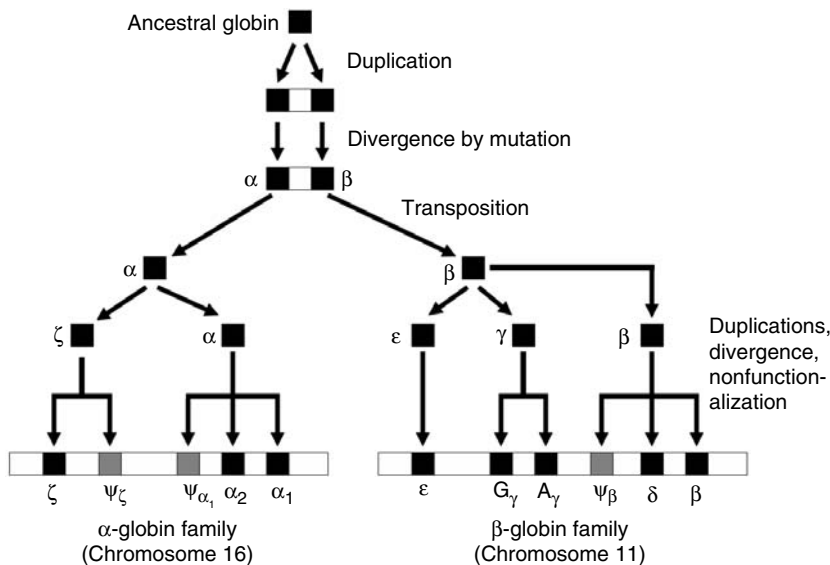 Ancestral globin
Duplication
Divergence by mutation
α β
Transposition
α β
ζ α ε γ β
Duplications,
divergence,
nonfunction-
alization
ζ ψζ ψα₁ α₂ α₁ ε Gγ Aγ ψβ δ β
α-globin family
(Chromosome 16)
β-globin family
(Chromosome 11)